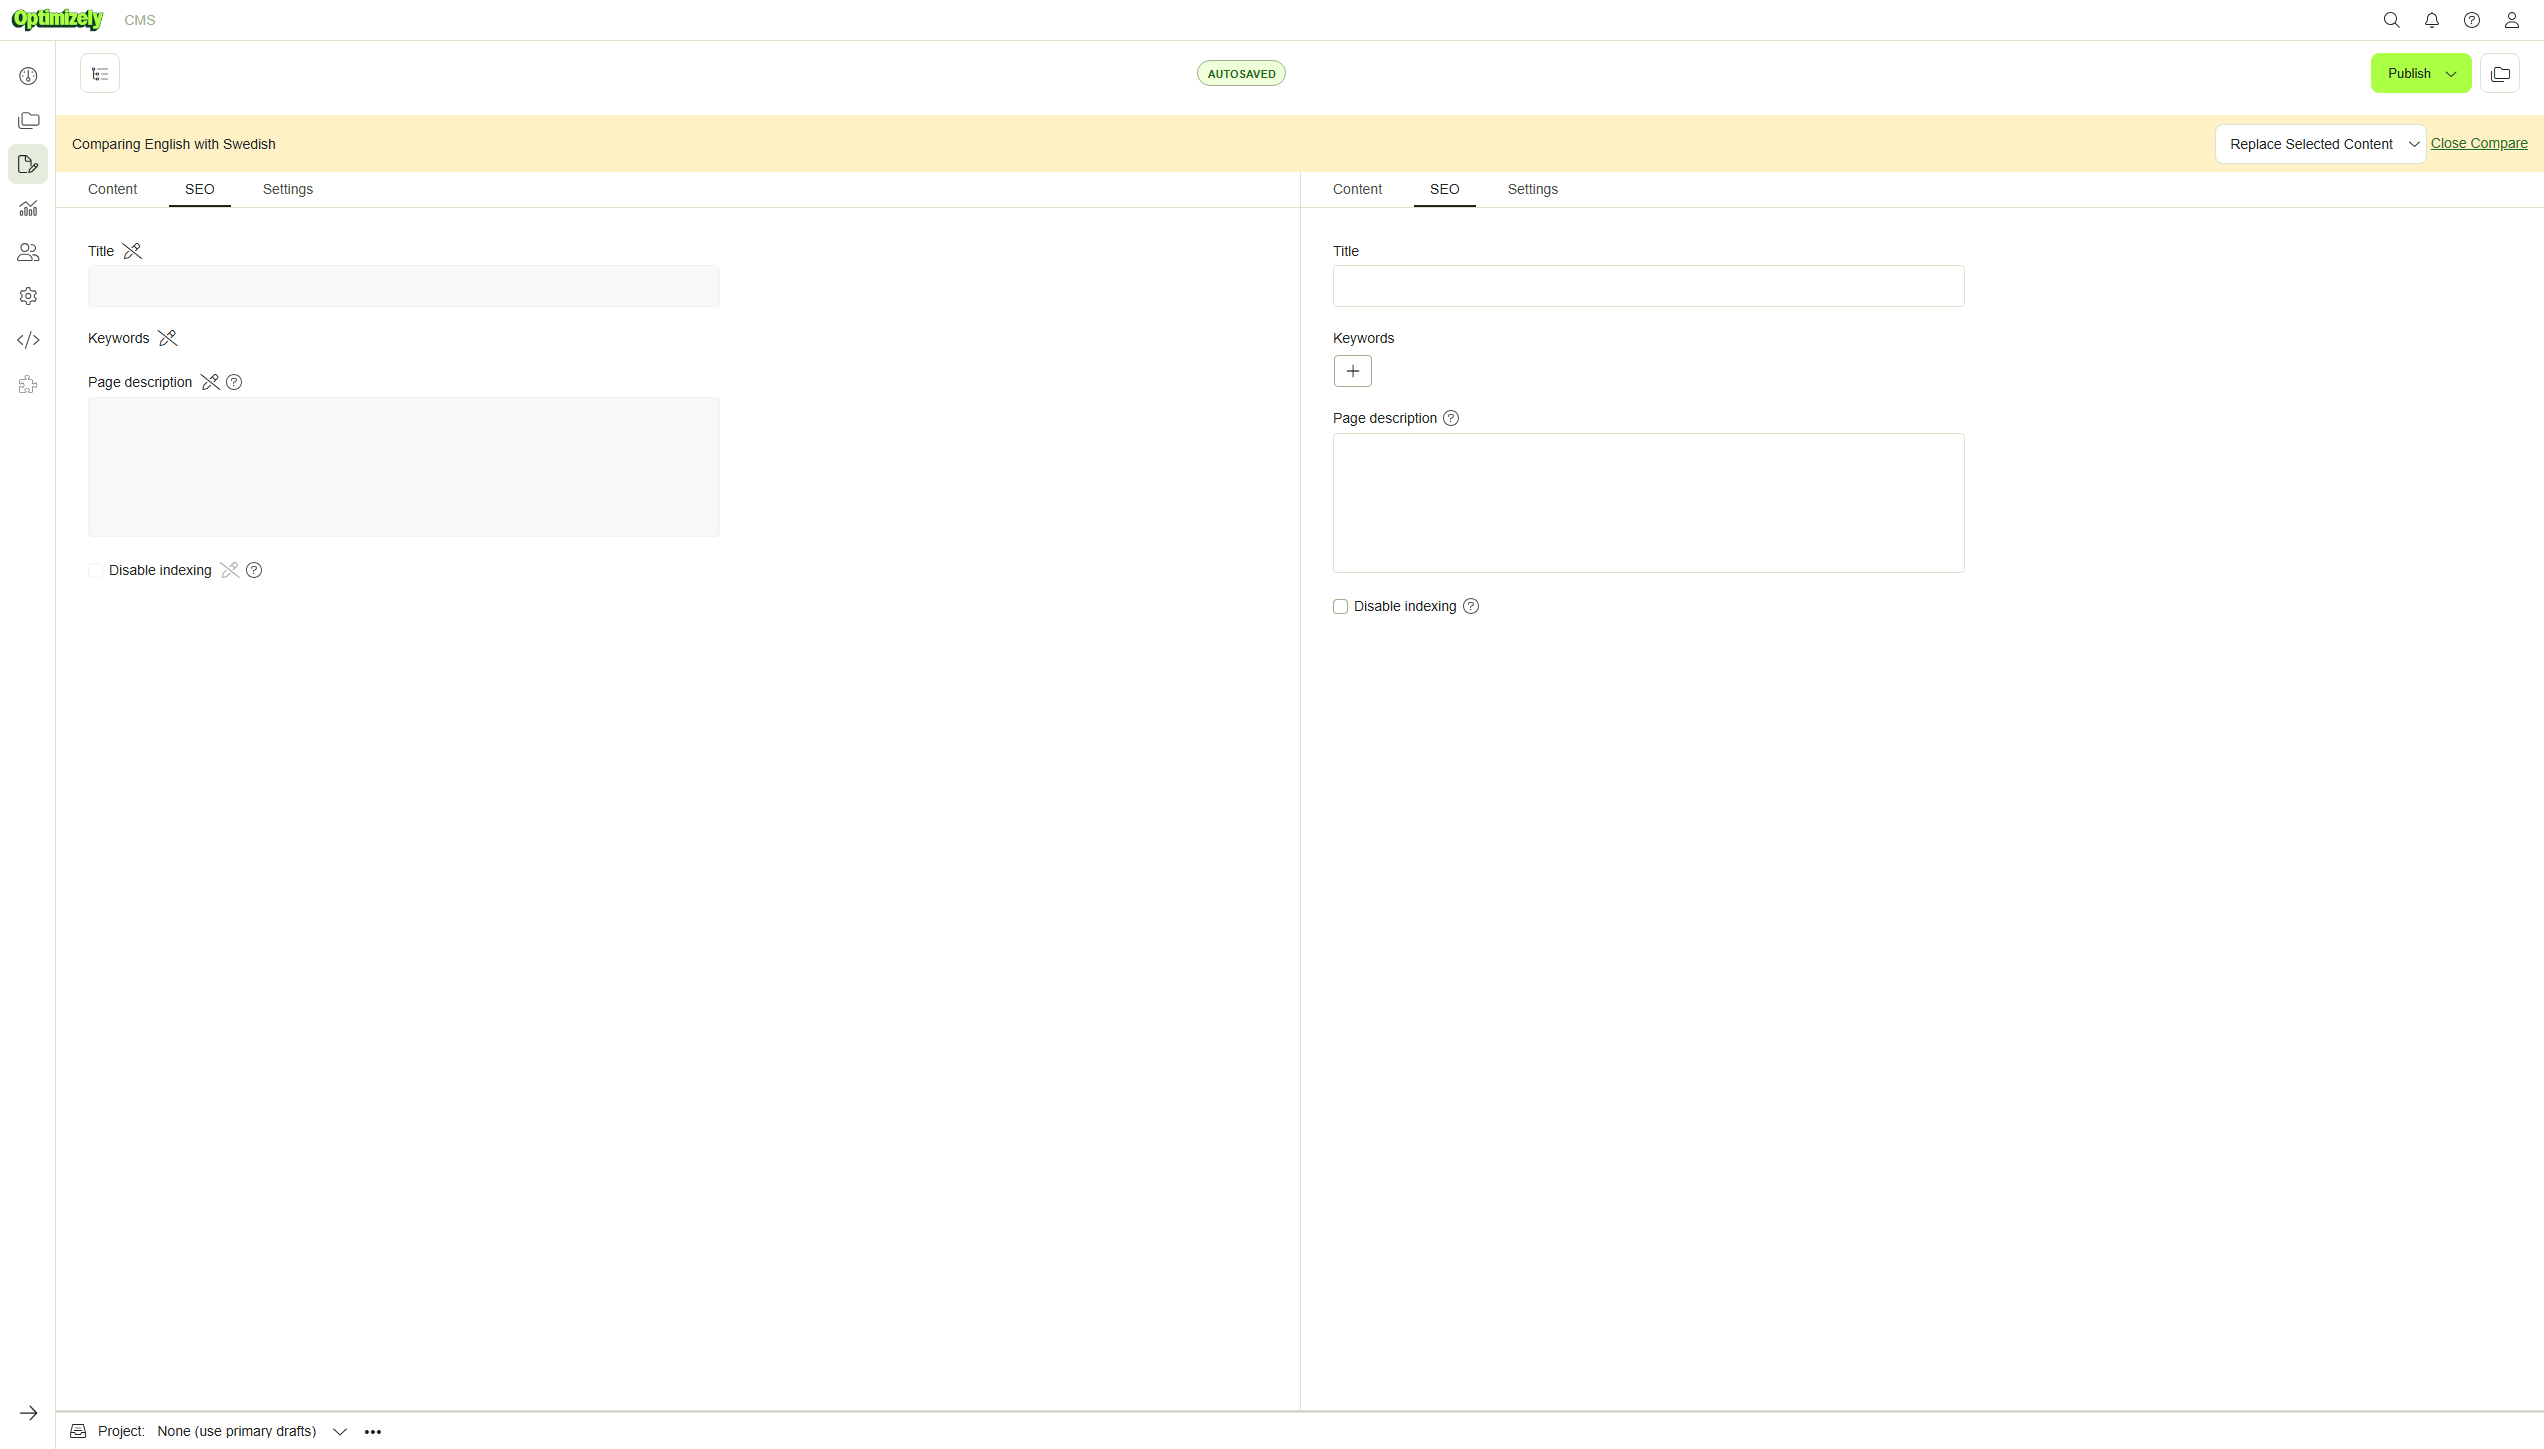 Optimizely CMS
AUTOSAVED
Publish
Comparing English with Swedish
Replace Selected Content
Close Compare
Content SEO Settings
Title
Keywords
Page description
Disable indexing
Content SEO Settings
Title
Keywords
Page description
Disable indexing
Project: None (use primary drafts)